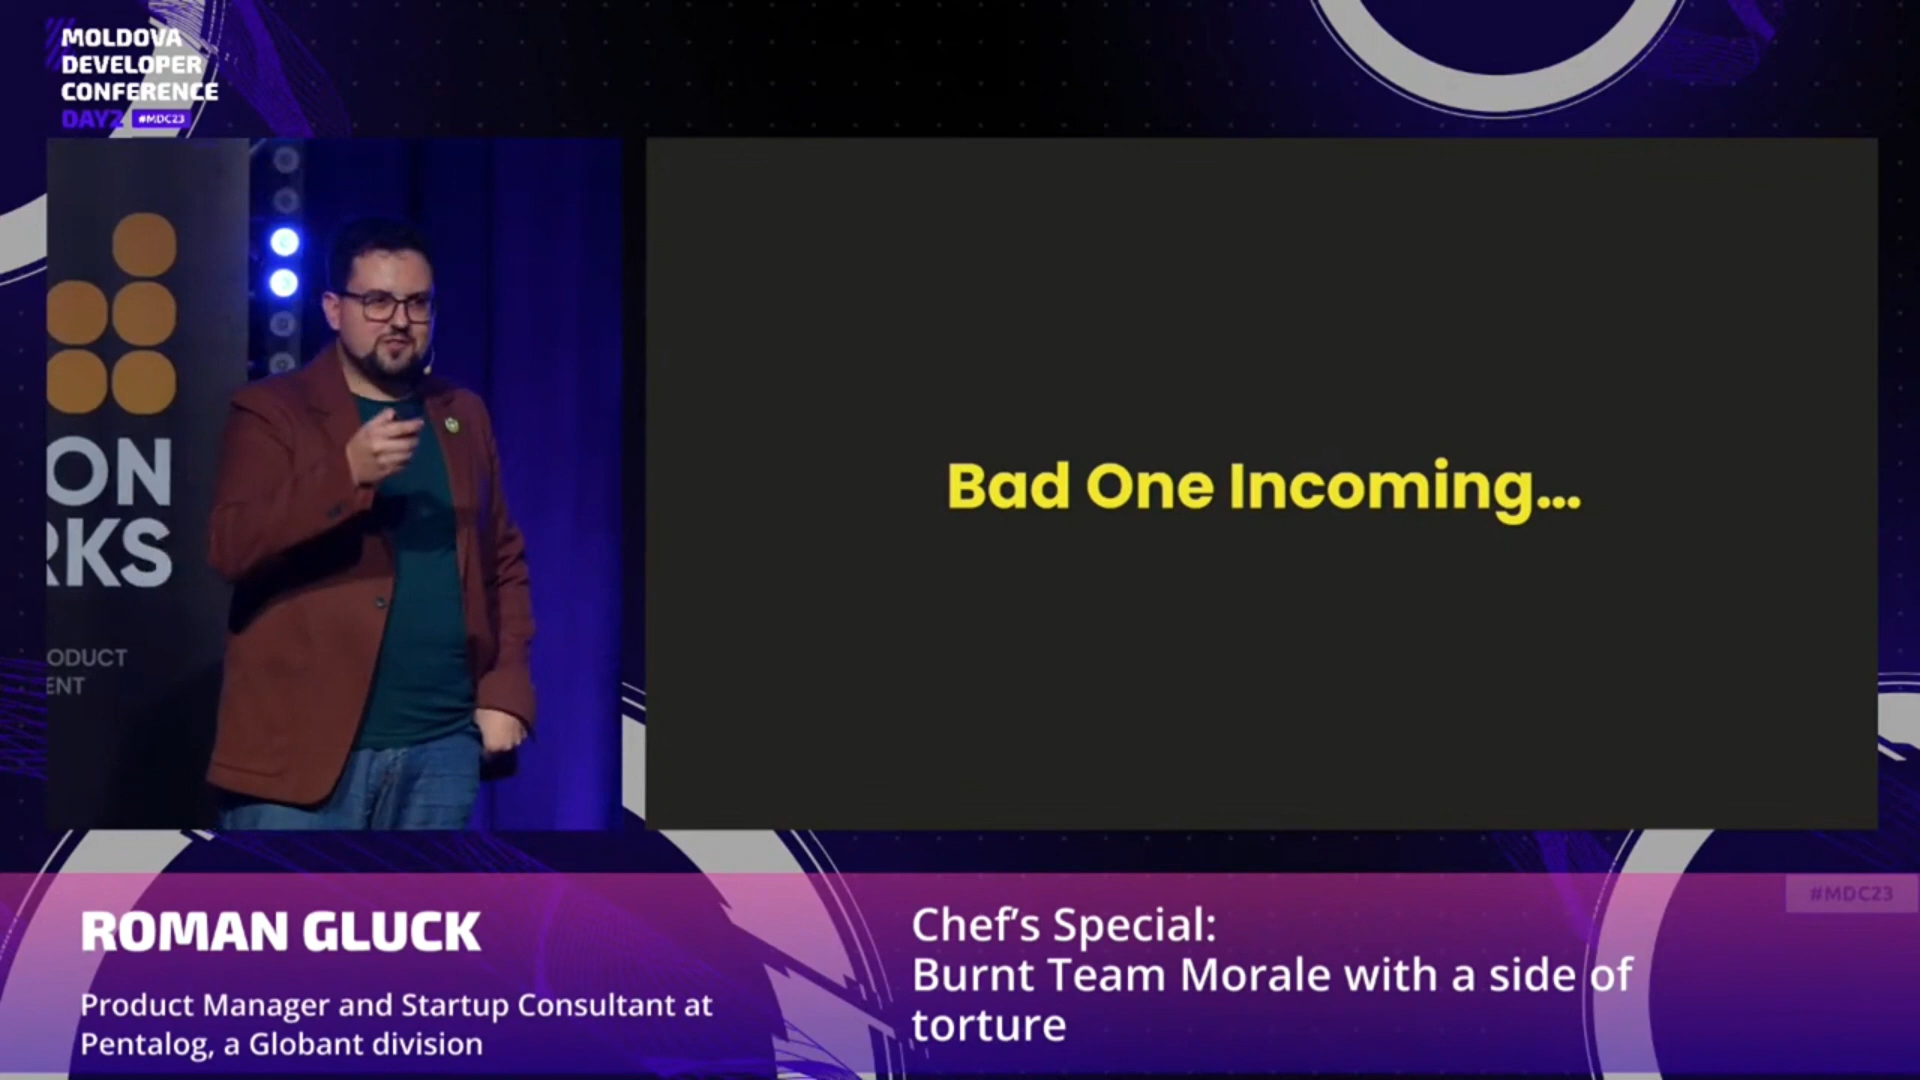 MOLDOVA
DEVELOPER
CONFERENCE
DAY2 #MDC23
ON
RKS
ODUCT
ENT
Bad One Incoming...
#MDC23
ROMAN GLUCK
Product Manager and Startup Consultant at
Pentalog, a Globant division
Chef's Special:
Burnt Team Morale with a side of
torture